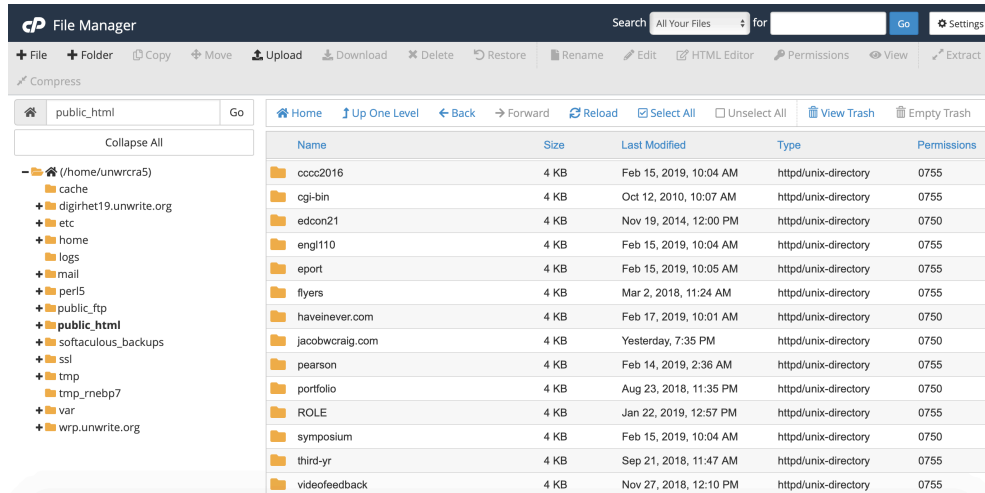 cP File Manager
Search All Your Files for Go Settings
+ File + Folder Copy Move Upload Download Delete Restore Rename Edit HTML Editor Permissions View Extract
Compress
public_html Go
Home Up One Level Back Forward Reload Select All Unselect All View Trash Empty Trash
Collapse All
Name Size Last Modified Type Permissions
(/home/unwrcra5)
cache
digirhet19.unwrite.org
etc
home
logs
mail
perl5
public_ftp
public_html
softaculous_backups
ssl
tmp
tmp_rnebp7
var
wrp.unwrite.org
cccc2016 4 KB Feb 15, 2019, 10:04 AM httpd/unix-directory 0755
cgi-bin 4 KB Oct 12, 2010, 10:07 AM httpd/unix-directory 0755
edcon21 4 KB Nov 19, 2014, 12:00 PM httpd/unix-directory 0750
engl110 4 KB Feb 15, 2019, 10:04 AM httpd/unix-directory 0755
eport 4 KB Feb 15, 2019, 10:05 AM httpd/unix-directory 0755
flyers 4 KB Mar 2, 2018, 11:24 AM httpd/unix-directory 0755
haveinever.com 4 KB Feb 17, 2019, 10:01 AM httpd/unix-directory 0750
jacobwcraig.com 4 KB Yesterday, 7:35 PM httpd/unix-directory 0750
pearson 4 KB Feb 14, 2019, 2:36 AM httpd/unix-directory 0755
portfolio 4 KB Aug 23, 2018, 11:35 PM httpd/unix-directory 0750
ROLE 4 KB Jan 22, 2019, 12:57 PM httpd/unix-directory 0755
symposium 4 KB Feb 15, 2019, 10:04 AM httpd/unix-directory 0750
third-yr 4 KB Sep 21, 2018, 11:47 AM httpd/unix-directory 0755
videofeedback 4 KB Nov 27, 2018, 12:10 PM httpd/unix-directory 0755